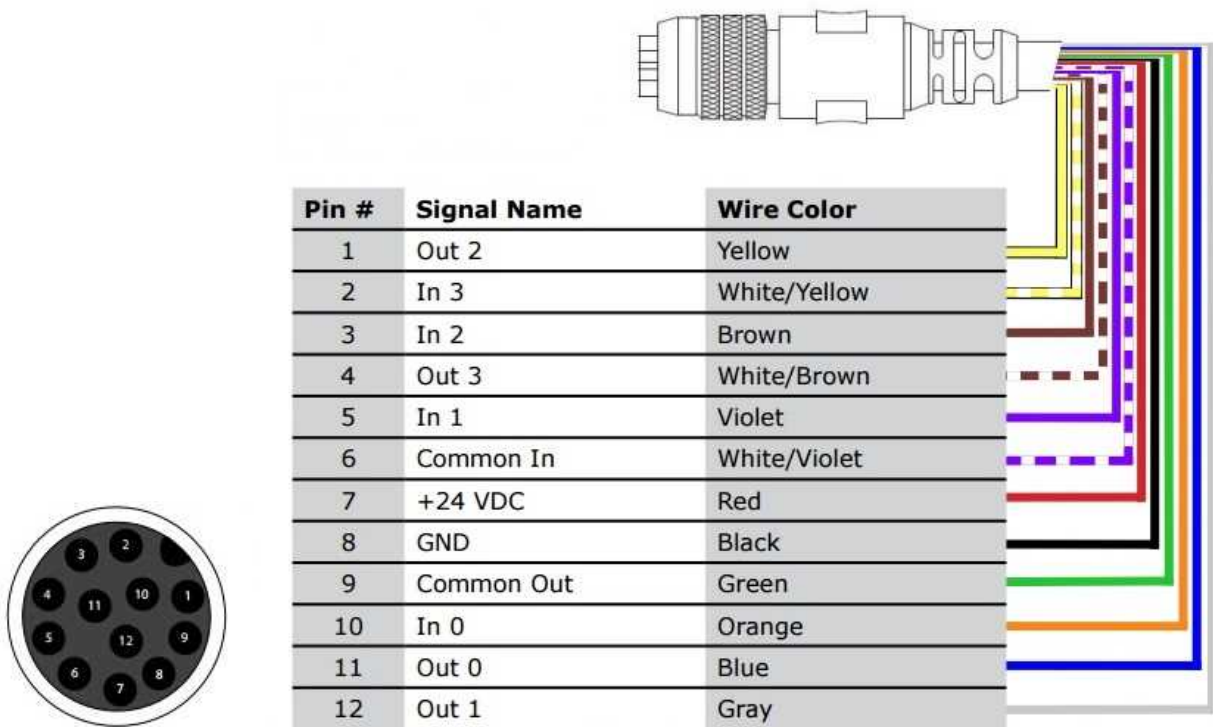 Pin # Signal Name Wire Color
1 Out 2 Yellow
2 In 3 White/Yellow
3 In 2 Brown
4 Out 3 White/Brown
5 In 1 Violet
6 Common In White/Violet
7 +24 VDC Red
8 GND Black
9 Common Out Green
10 In 0 Orange
11 Out 0 Blue
12 Out 1 Gray
3 2
4 11 10 1
5 12 9
6 7 8